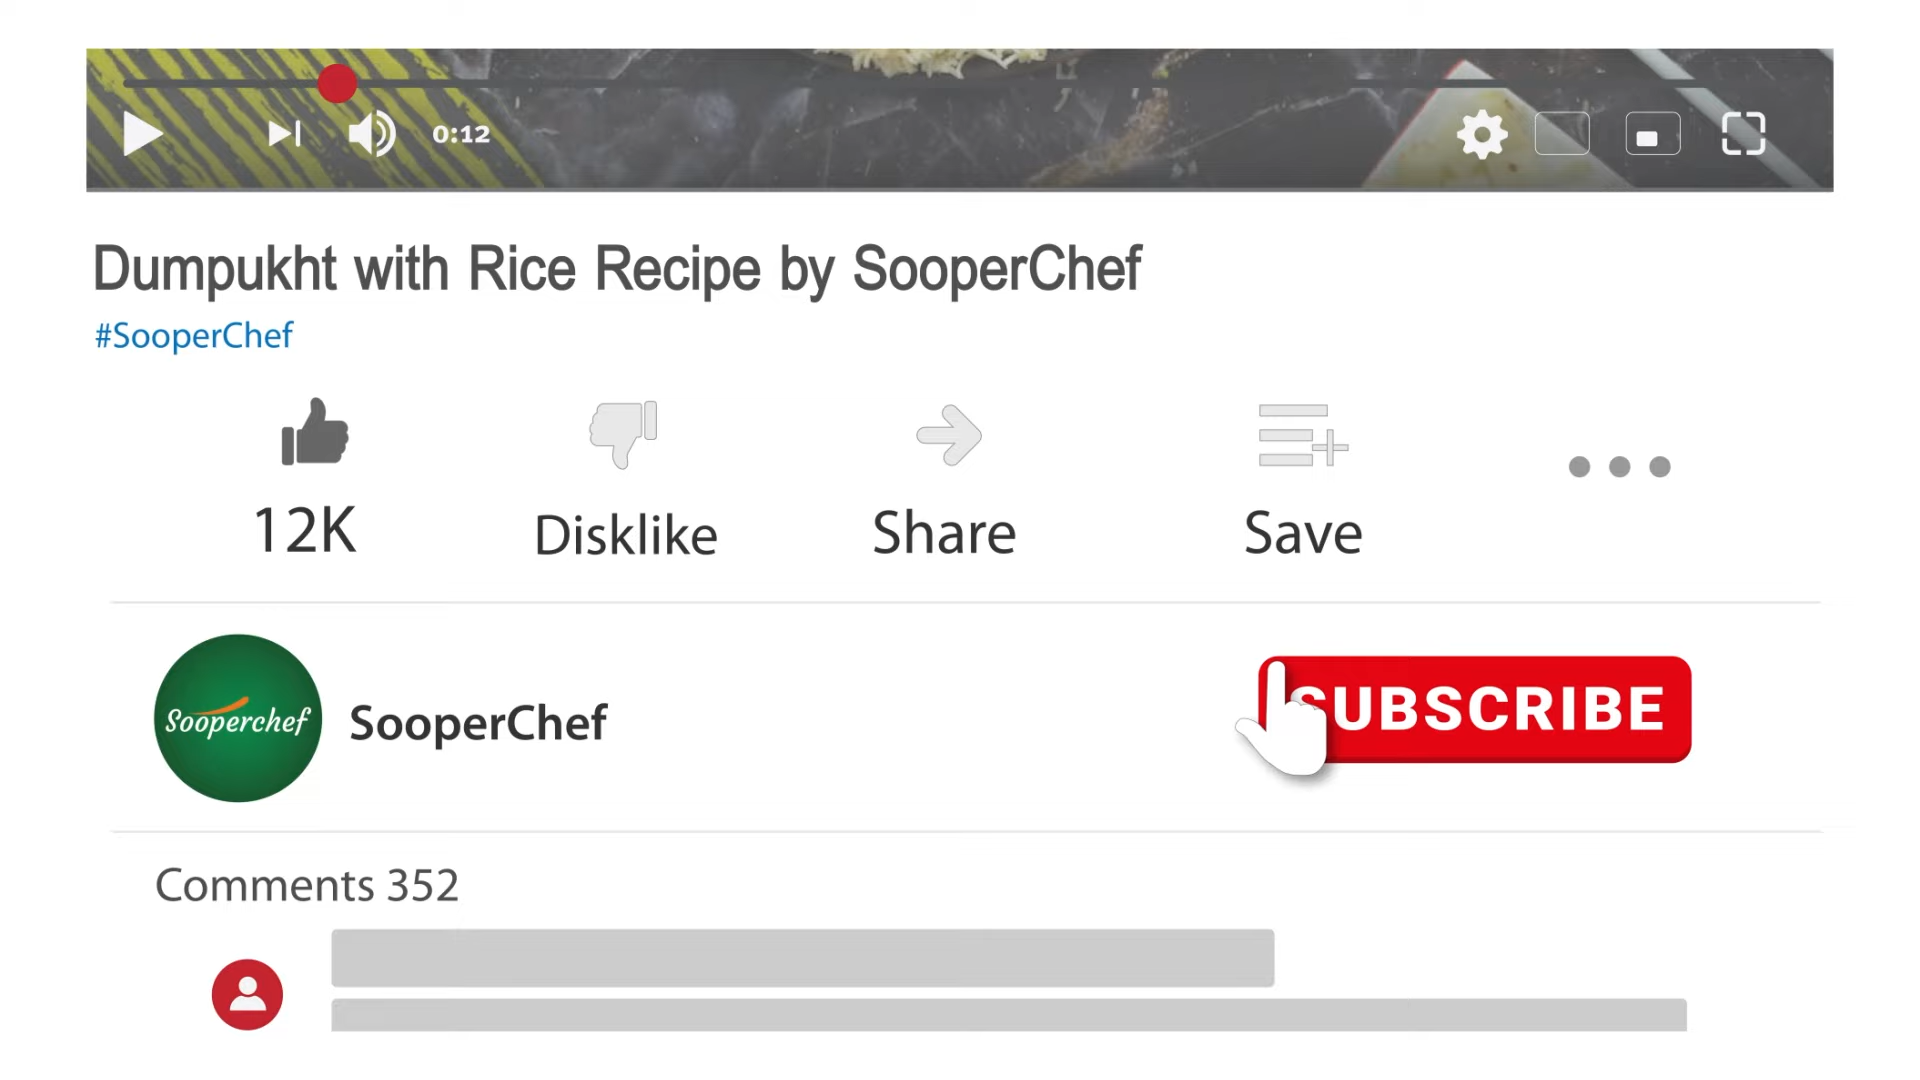 0:12
Dumpukht with Rice Recipe by SooperChef
#SooperChef
12K Disklike Share Save
Sooperchef SooperChef SUBSCRIBE
Comments 352